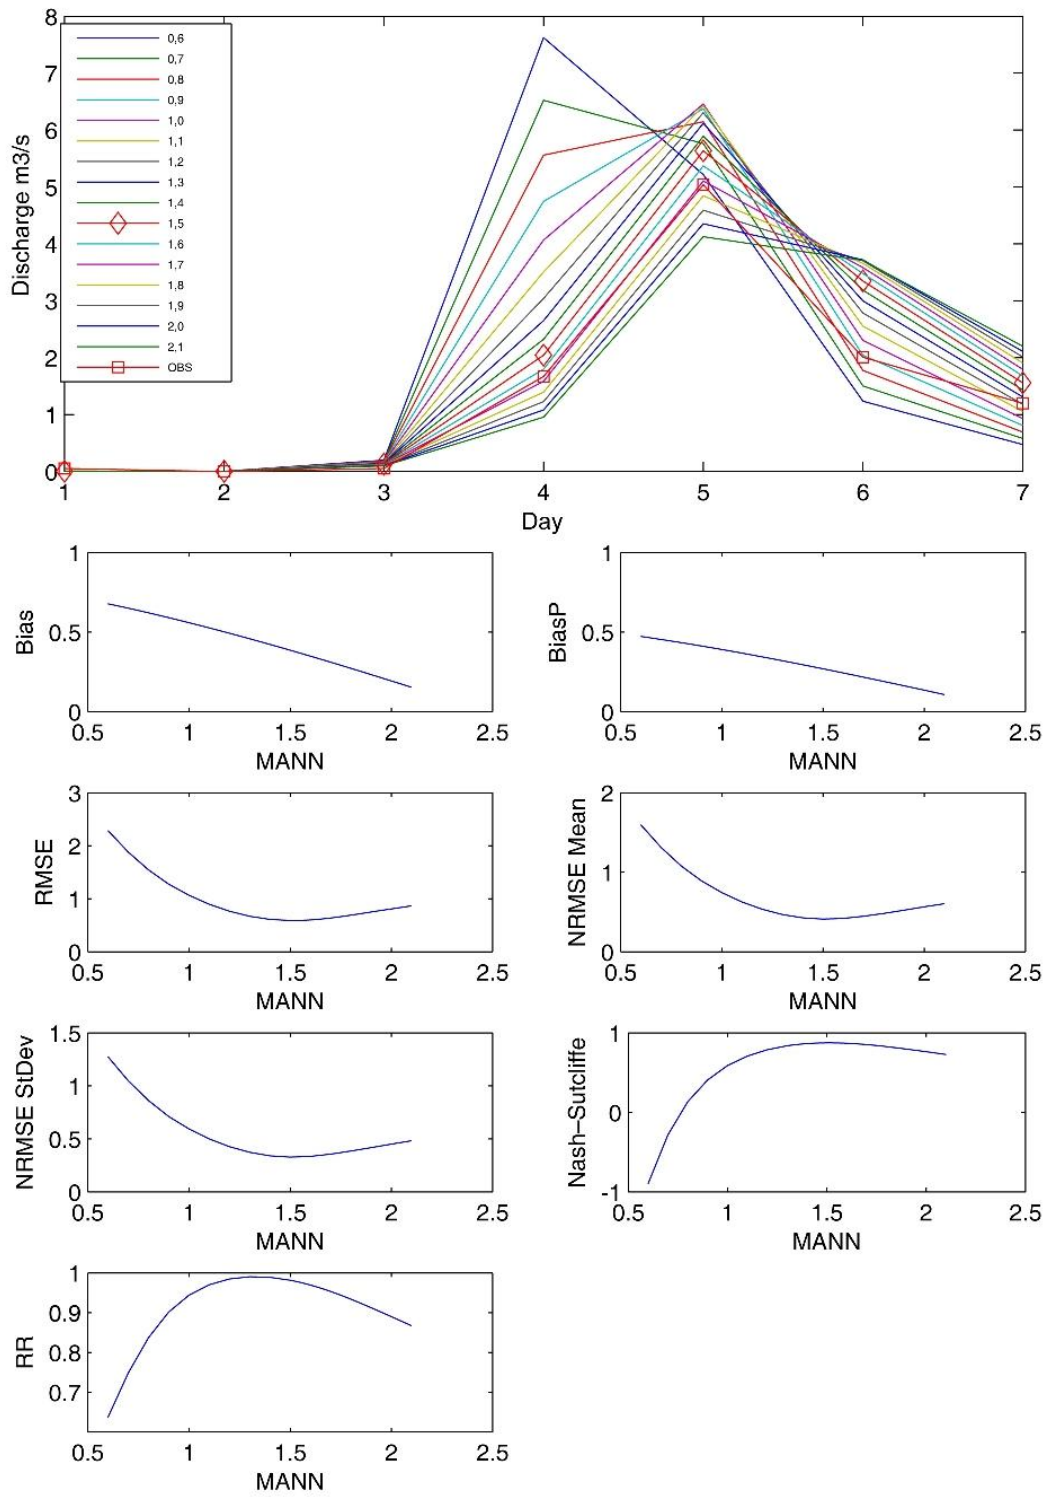 8
7
6
5
4
3
2
1
0
Discharge m3/s
0,6
0,7
0,8
0,9
1,0
1,1
1,2
1,3
1,4
1,5
1,6
1,7
1,8
1,9
2,0
2,1
OBS
1 2 3 4 5 6 7
Day
1
0.5
0
Bias
0.5 1 1.5 2 2.5
MANN
1
0.5
0
BiasP
0.5 1 1.5 2 2.5
MANN
3
2
1
0
RMSE
0.5 1 1.5 2 2.5
MANN
2
1
0
NRMSE Mean
0.5 1 1.5 2 2.5
MANN
1.5
1
0.5
0
NRMSE StDev
0.5 1 1.5 2 2.5
MANN
1
0
-1
Nash-Sutcliffe
0.5 1 1.5 2 2.5
MANN
1
0.9
0.8
0.7
RR
0.5 1 1.5 2 2.5
MANN